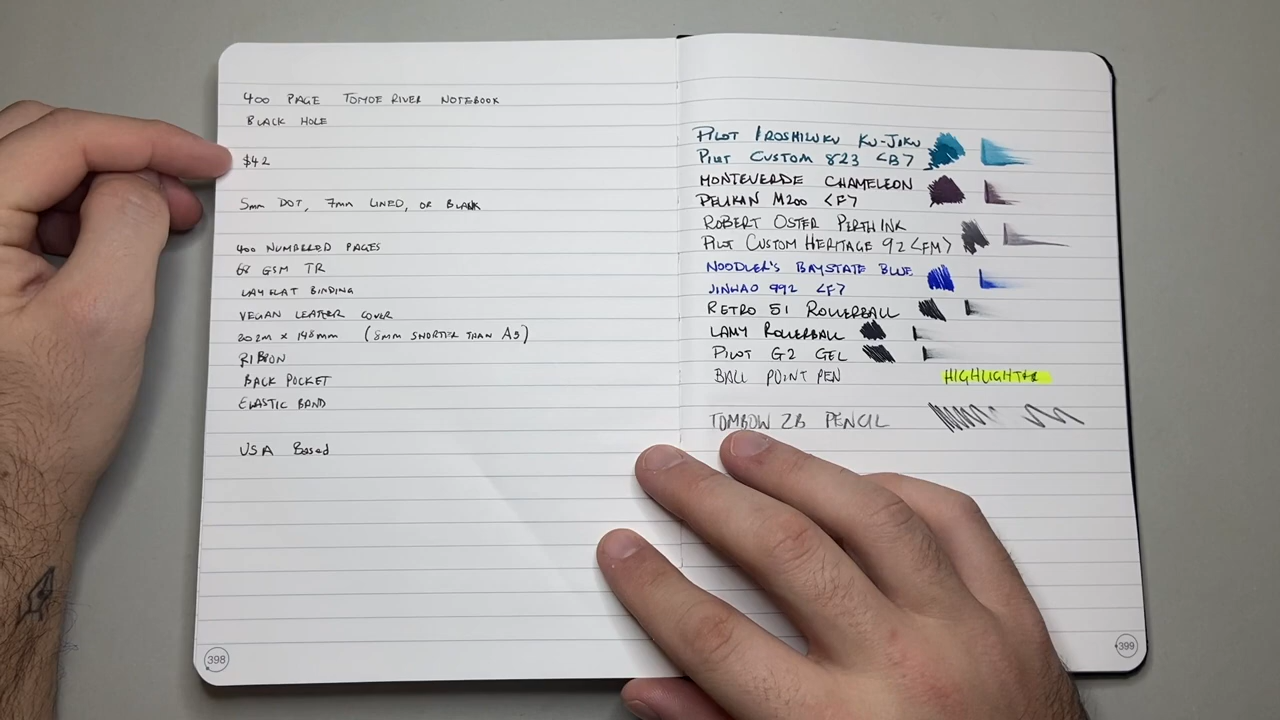 400 PAGE TOMOE RIVER NOTEBOOK
BLACK HOLE
$42
5mm DOT, 7mm LINED, OR BLANK
400 NUMBERED PAGES
68 GSM TR
LAY FLAT BINDING
VEGAN LEATHER COVER
202m x 148mm (8mm SHORTER THAN A5)
RIBBON
BACK POCKET
ELASTIC BAND
USA Based
398
PILOT IROSHIZUKU KU-JAKU
PILOT CUSTOM 823 <B>
MONTEVERDE CHAMELEON
PELIKAN M200 <F>
ROBERT OSTER PERTH INK
PILOT CUSTOM HERITAGE 92 <FM>
NOODLER'S BAYSTATE BLUE
JINHAO 992 <F>
RETRO 51 ROLLERBALL
LAMY ROLLERBALL
PILOT G2 GEL
BALL POINT PEN HIGHLIGHTER
TOMBOW 2B PENCIL
399